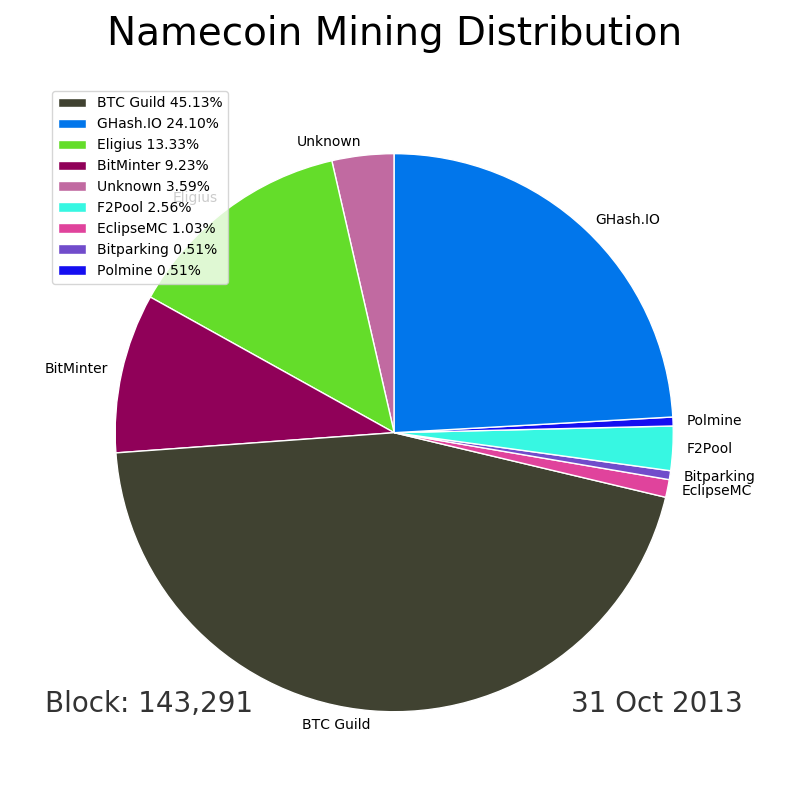 Namecoin Mining Distribution
BTC Guild 45.13%
GHash.IO 24.10%
Eligius 13.33%
BitMinter 9.23%
Unknown 3.59%
F2Pool 2.56%
EclipseMC 1.03%
Bitparking 0.51%
Polmine 0.51%
Unknown
Eligius
GHash.IO
BitMinter
Polmine
F2Pool
Bitparking
EclipseMC
BTC Guild
Block: 143,291
31 Oct 2013